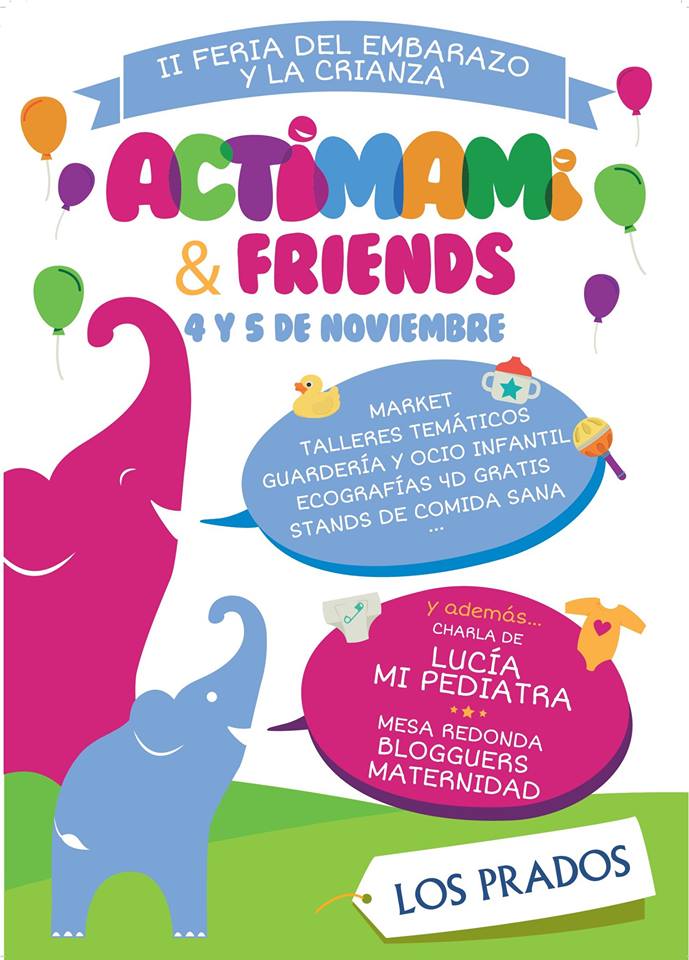 II FERIA DEL EMBARAZO
Y LA CRIANZA
ACTIMAMI
& FRIENDS
4 Y 5 DE NOVIEMBRE
MARKET
TALLERES TEMÁTICOS
GUARDERÍA Y OCIO INFANTIL
ECOGRAFÍAS 4D GRATIS
STANDS DE COMIDA SANA
...
y además...
CHARLA DE
LUCÍA
MI PEDIATRA
MESA REDONDA
BLOGGUERS
MATERNIDAD
LOS PRADOS